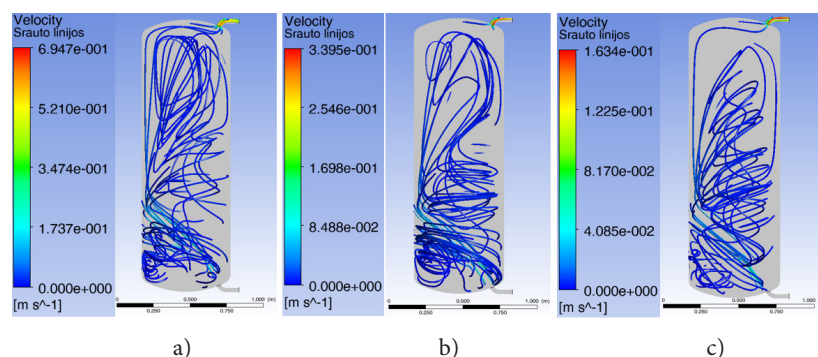 Velocity
Srauto linijos
6.947e-001
5.210e-001
3.474e-001
1.737e-001
0.000e+000
[m s^-1]
0.250
0.500
0.750
1.000 (m)
a)
Velocity
Srauto linijos
3.395e-001
2.546e-001
1.698e-001
8.488e-002
0.000e+000
[m s^-1]
0.250
0.500
0.750
1.000 (m)
b)
Velocity
Srauto linijos
1.634e-001
1.225e-001
8.170e-002
4.085e-002
0.000e+000
[m s^-1]
0.250
0.500
0.750
1.000 (m)
c)